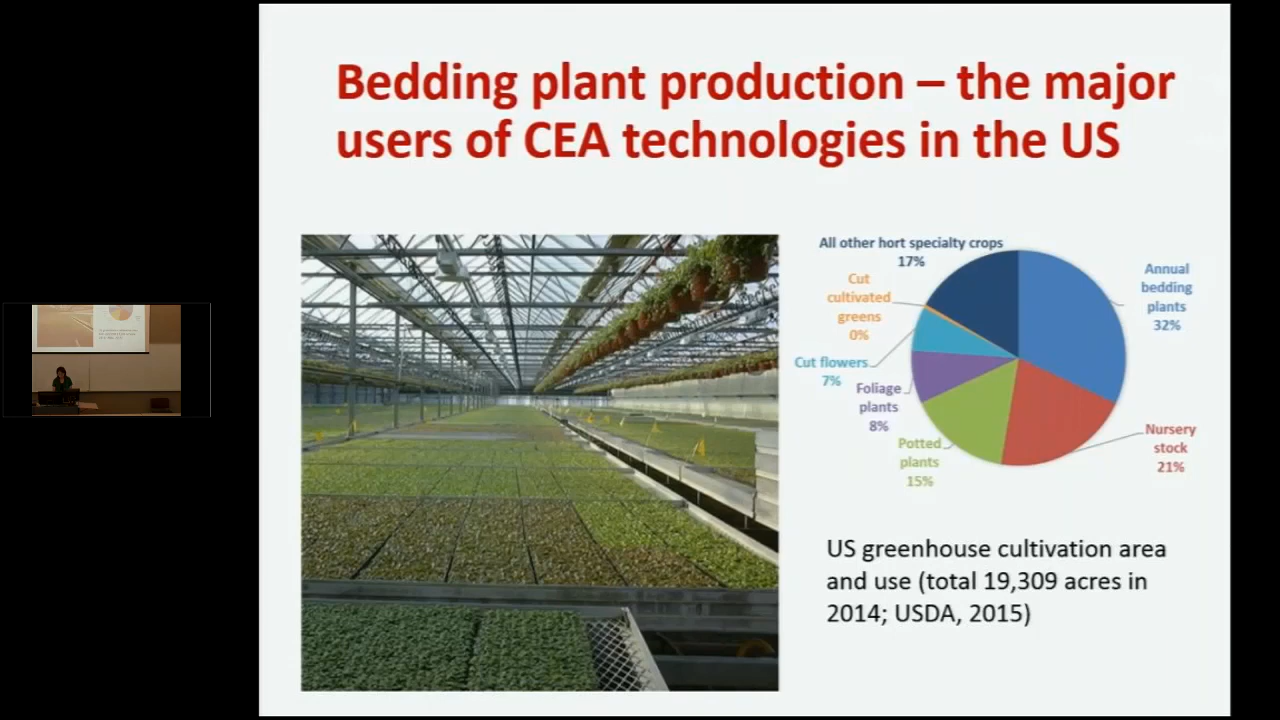 Bedding plant production – the major
users of CEA technologies in the US
All other hort specialty crops
17%
Cut
cultivated
greens
0%
Cut flowers
7%
Foliage
plants
8%
Potted
plants
15%
Annual
bedding
plants
32%
Nursery
stock
21%
US greenhouse cultivation area
and use (total 19,309 acres in
2014; USDA, 2015)